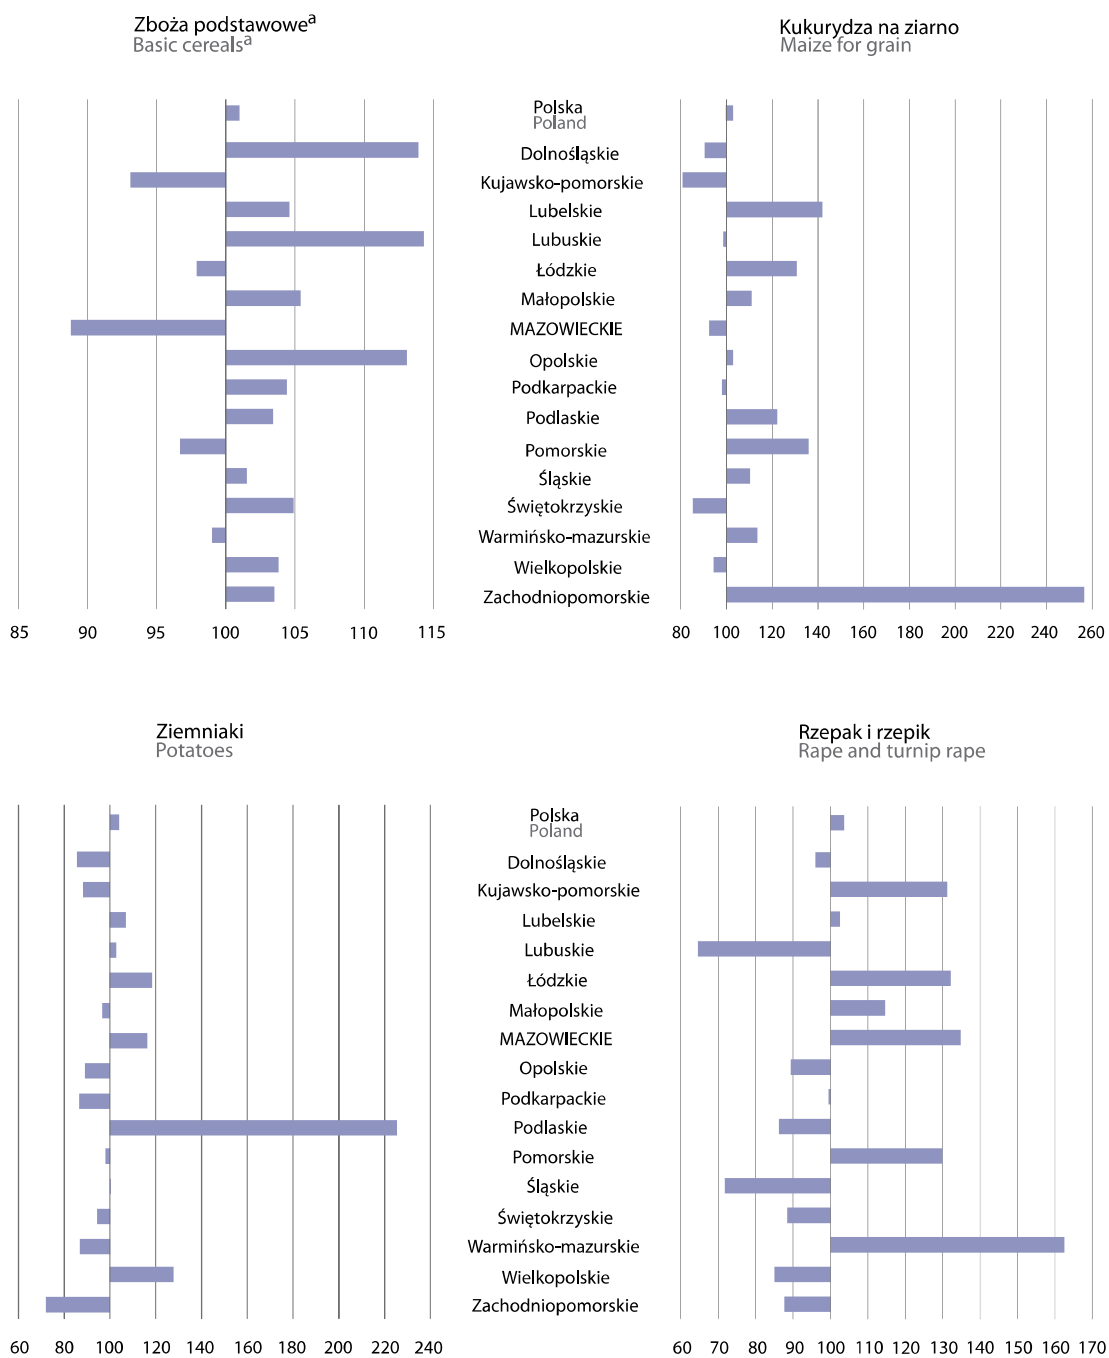 Zboża podstawowe^a
Basic cereals^a
Kukurydza na ziarno
Maize for grain
Polska
Poland
Dolnośląskie
Kujawsko-pomorskie
Lubelskie
Lubuskie
Łódzkie
Małopolskie
MAZOWIECKIE
Opolskie
Podkarpackie
Podlaskie
Pomorskie
Śląskie
Świętokrzyskie
Warmińsko-mazurskie
Wielkopolskie
Zachodniopomorskie
85 90 95 100 105 110 115
80 100 120 140 160 180 200 220 240 260
Ziemniaki
Potatoes
Rzepak i rzepik
Rape and turnip rape
Polska
Poland
Dolnośląskie
Kujawsko-pomorskie
Lubelskie
Lubuskie
Łódzkie
Małopolskie
MAZOWIECKIE
Opolskie
Podkarpackie
Podlaskie
Pomorskie
Śląskie
Świętokrzyskie
Warmińsko-mazurskie
Wielkopolskie
Zachodniopomorskie
60 80 100 120 140 160 180 200 220 240
60 70 80 90 100 110 120 130 140 150 160 170